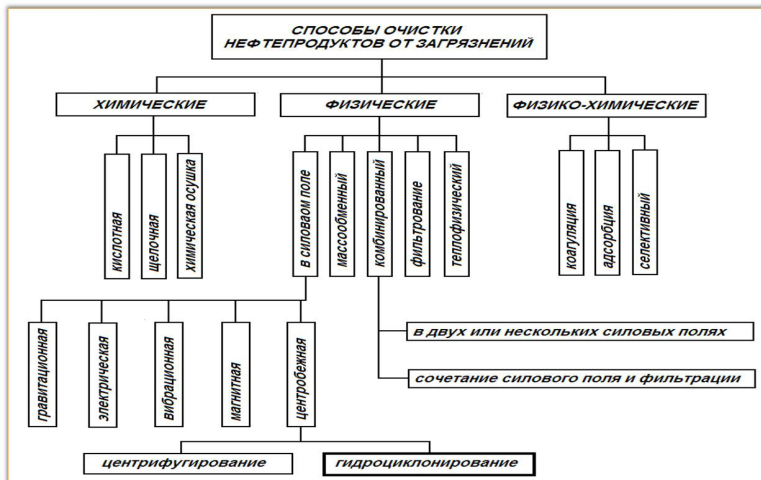 СПОСОБЫ ОЧИСТКИ
НЕФТЕПРОДУКТОВ ОТ ЗАГРЯЗНЕНИЙ
ХИМИЧЕСКИЕ
ФИЗИЧЕСКИЕ
ФИЗИКО-ХИМИЧЕСКИЕ
кислотная
щелочная
химическая осушка
в силоваом поле
массообменный
комбинированный
фильтрование
теплофизический
коагуляция
адсорбция
селективный
гравитационная
электрическая
вибрационная
магнитная
центробежная
в двух или нескольких силовых полях
сочетание силового поля и фильтрации
центрифугирование
гидроциклонирование